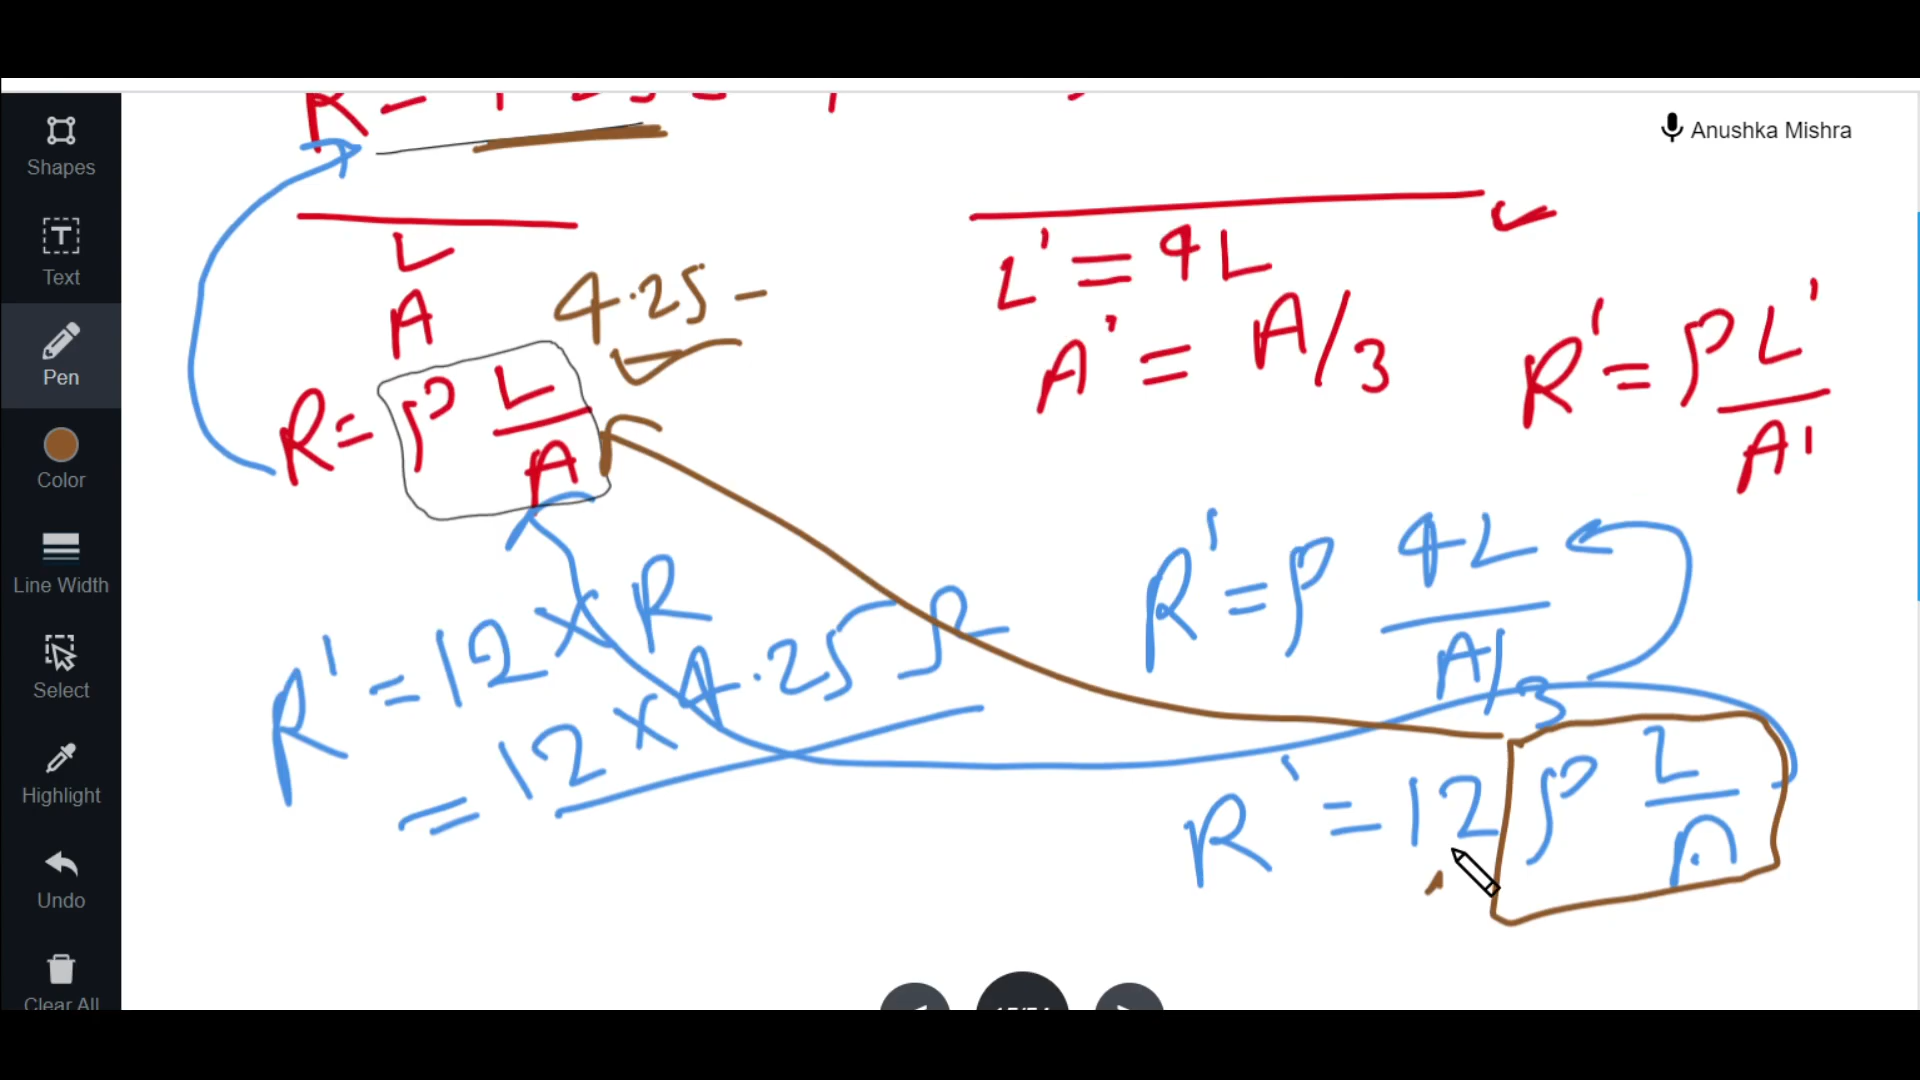 Anushka Mishra
Shapes
Text
Pen
Color
Line Width
Select
Highlight
Undo
Clear All
L
A
4.25 -
R = ρ L/A
L' = 4L
A' = A/3
R' = ρ L'/A'
R' = ρ 4L / A/3
R' = 12 ρ L/A
R' = 12 × R
= 12 × 4.25 Ω